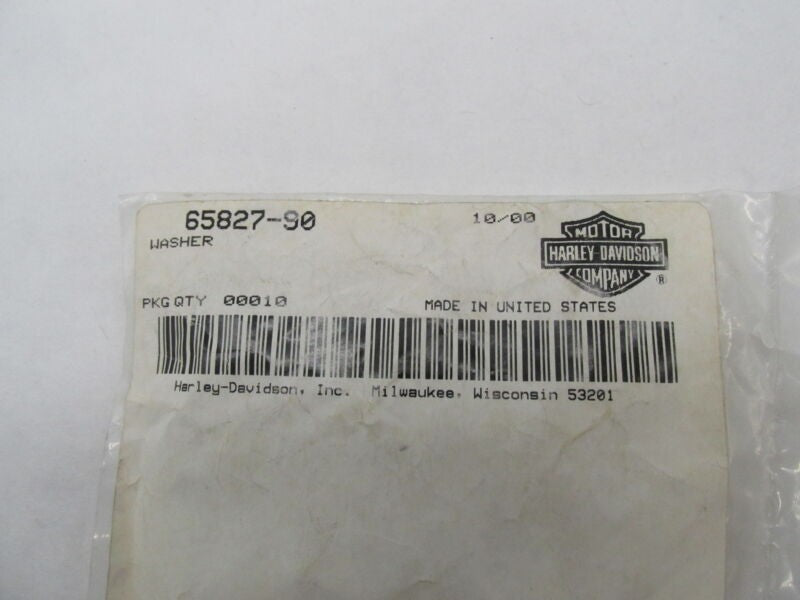 65827-90 10/00
WASHER
MOTOR
HARLEY-DAVIDSON
COMPANY
®
PKG QTY 00010 MADE IN UNITED STATES
Harley-Davidson, Inc. Milwaukee, Wisconsin 53201